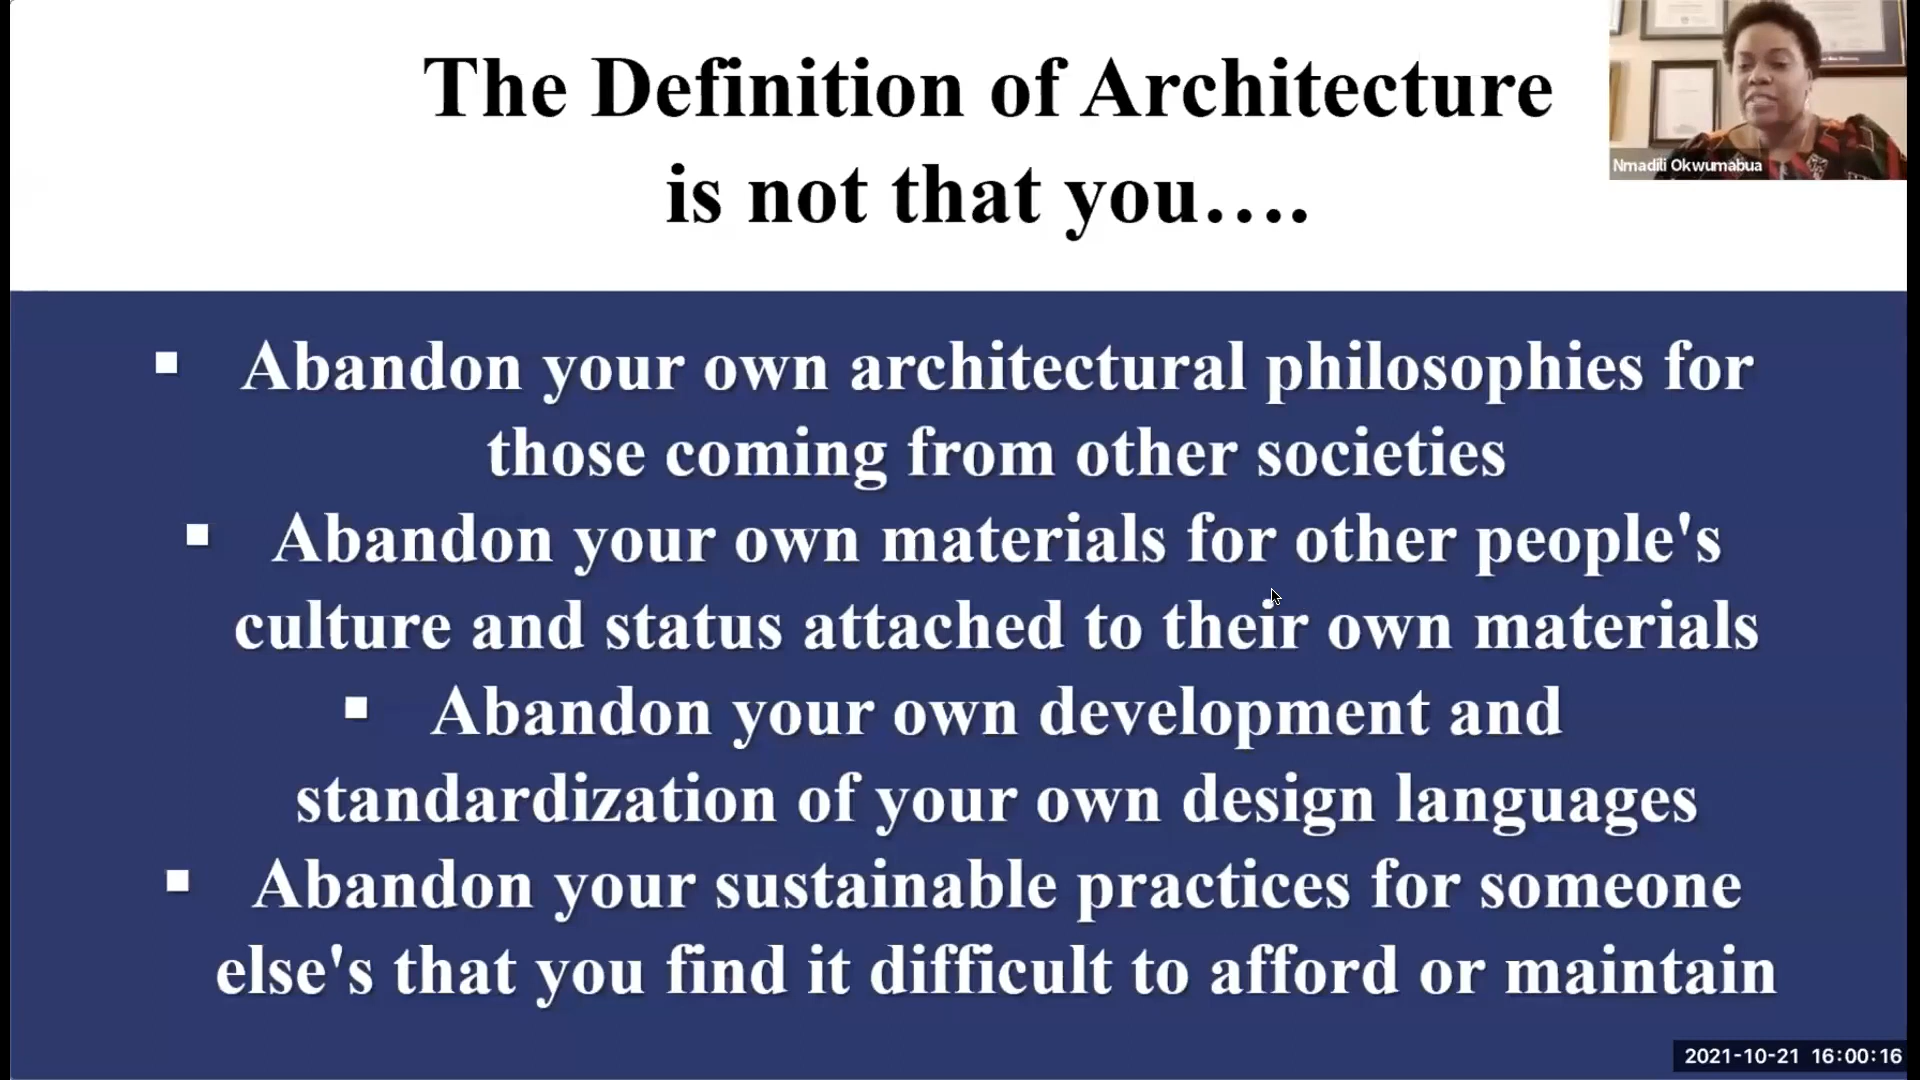 The Definition of Architecture
is not that you….
Nmadili Okwumabua
▪ Abandon your own architectural philosophies for
those coming from other societies
▪ Abandon your own materials for other people's
culture and status attached to their own materials
▪ Abandon your own development and
standardization of your own design languages
▪ Abandon your sustainable practices for someone
else's that you find it difficult to afford or maintain
2021-10-21 16:00:16